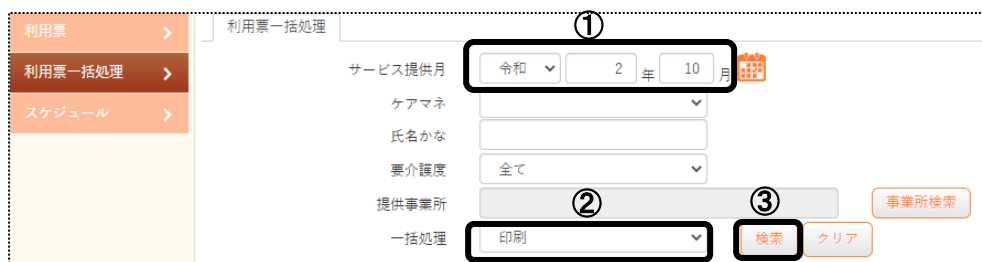 利用票
利用票一括処理
スケジュール
利用票一括処理
①
サービス提供月 令和 2 年 10 月
ケアマネ
氏名かな
要介護度 全て
提供事業所 事業所検索
② ③
一括処理 印刷 検索 クリア